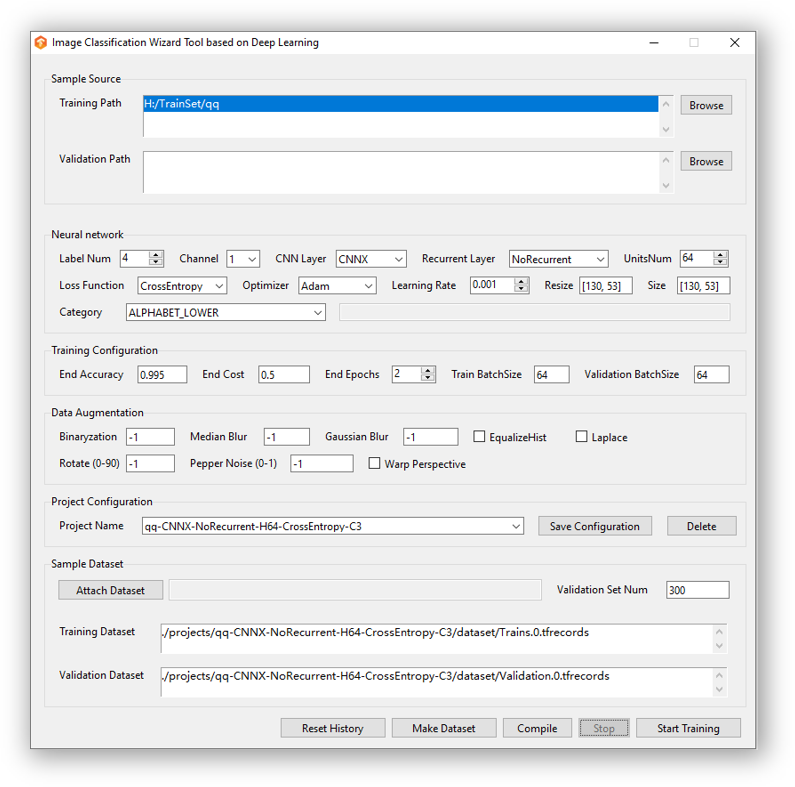 Image Classification Wizard Tool based on Deep Learning
Sample Source
Training Path H:/TrainSet/qq Browse
Validation Path Browse
Neural network
Label Num 4 Channel 1 CNN Layer CNNX Recurrent Layer NoRecurrent UnitsNum 64
Loss Function CrossEntropy Optimizer Adam Learning Rate 0.001 Resize [130, 53] Size [130, 53]
Category ALPHABET_LOWER
Training Configuration
End Accuracy 0.995 End Cost 0.5 End Epochs 2 Train BatchSize 64 Validation BatchSize 64
Data Augmentation
Binaryzation -1 Median Blur -1 Gaussian Blur -1 EqualizeHist Laplace
Rotate (0-90) -1 Pepper Noise (0-1) -1 Warp Perspective
Project Configuration
Project Name qq-CNNX-NoRecurrent-H64-CrossEntropy-C3 Save Configuration Delete
Sample Dataset
Attach Dataset Validation Set Num 300
Training Dataset ./projects/qq-CNNX-NoRecurrent-H64-CrossEntropy-C3/dataset/Trains.0.tfrecords
Validation Dataset ./projects/qq-CNNX-NoRecurrent-H64-CrossEntropy-C3/dataset/Validation.0.tfrecords
Reset History Make Dataset Compile Stop Start Training